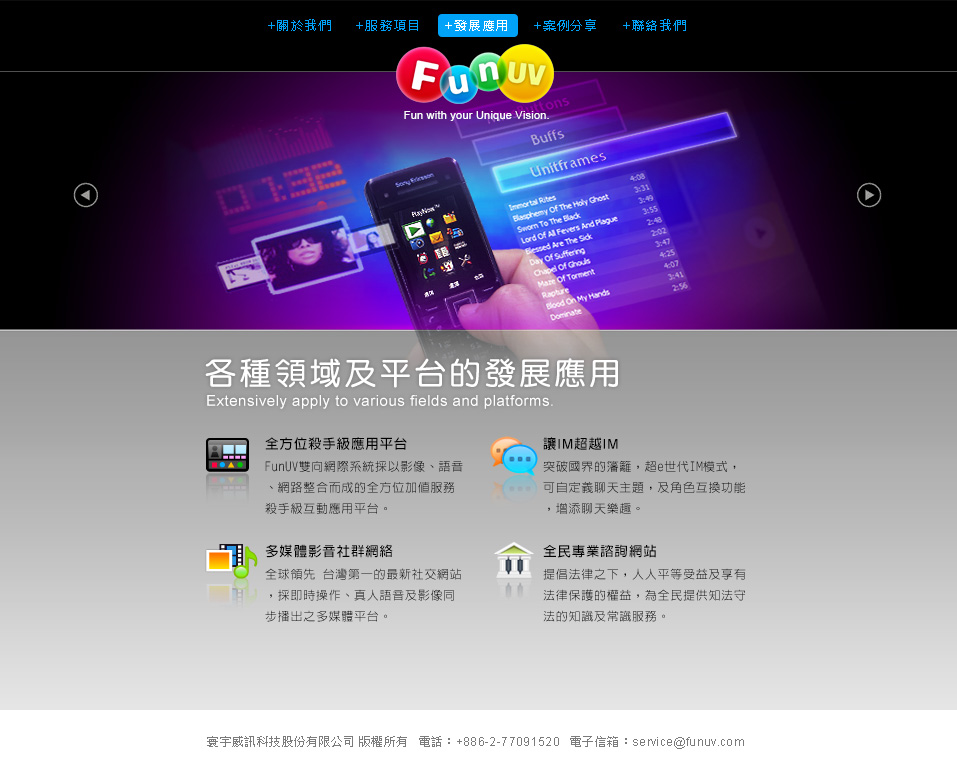 +關於我們 +服務項目 +發展應用 +案例分享 +聯絡我們
FunUV
Fun with your Unique Vision.
Buffs
Unitframes
Sony Ericsson
PlayNow™
Immortal Rites 4:08
Blasphemy Of The Holy Ghost 3:31
Sworn To The Black 3:49
Lord Of All Fevers And Plague 3:55
Blessed Are The Sick 2:48
Day Of Suffering 2:02
Chapel Of Ghouls 3:47
Maze Of Torment 4:25
Rapture 4:07
Blood On My Hands 3:41
Dominate 2:56
各種領域及平台的發展應用
Extensively apply to various fields and platforms.
全方位殺手級應用平台
FunUV雙向網際系統採以影像、語音
、網路整合而成的全方位加值服務
殺手級互動應用平台。
讓IM超越IM
突破國界的藩籬，超e世代IM模式，
可自定義聊天主題，及角色互換功能
，增添聊天樂趣。
多媒體影音社群網絡
全球領先 台灣第一的最新社交網站
，採即時操作、真人語音及影像同
步播出之多媒體平台。
全民專業諮詢網站
提倡法律之下，人人平等受益及享有
法律保護的權益，為全民提供知法守
法的知識及常識服務。
寰宇威訊科技股份有限公司 版權所有 電話：+886-2-77091520 電子信箱：service@funuv.com